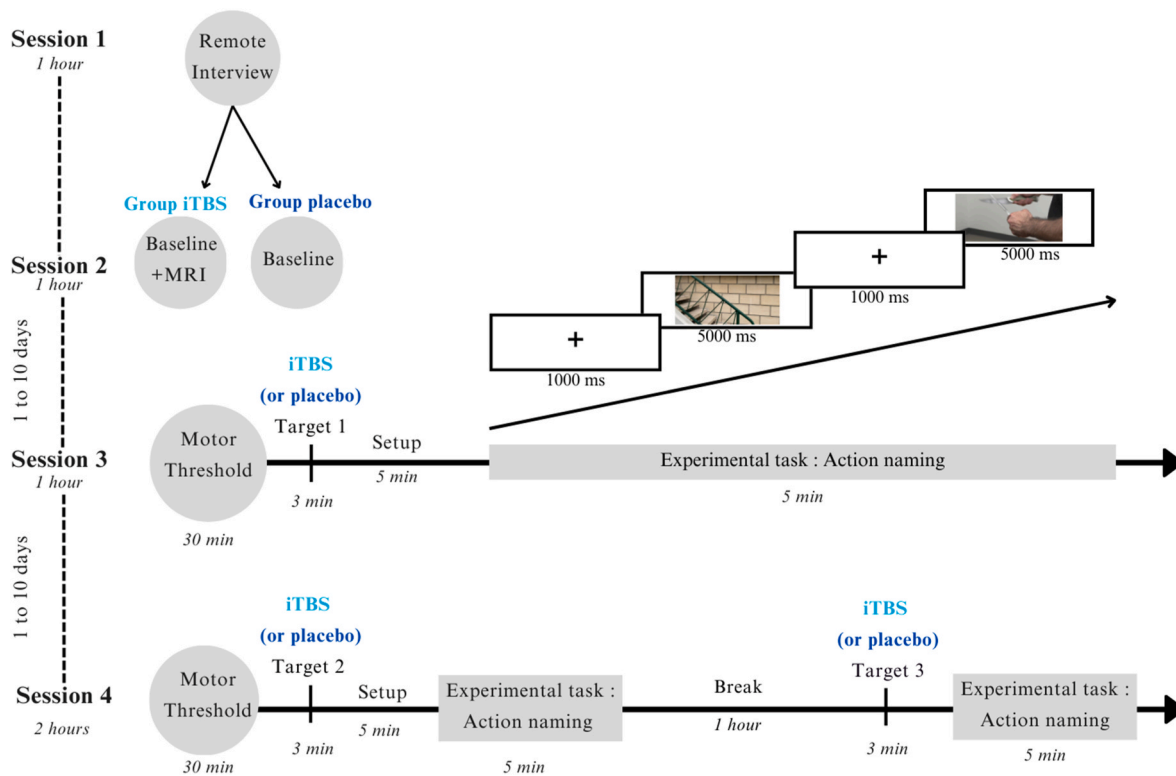 Session 1
1 hour
Remote
Interview
Group iTBS
Group placebo
Baseline
+MRI
Baseline
Session 2
1 hour
+
1000 ms
5000 ms
+
1000 ms
5000 ms
1 to 10 days
iTBS
(or placebo)
Target 1
3 min
Motor
Threshold
30 min
Setup
5 min
Experimental task : Action naming
5 min
Session 3
1 hour
1 to 10 days
iTBS
(or placebo)
Target 2
3 min
Motor
Threshold
30 min
Setup
5 min
Experimental task :
Action naming
5 min
Break
1 hour
iTBS
(or placebo)
Target 3
3 min
Experimental task :
Action naming
5 min
Session 4
2 hours